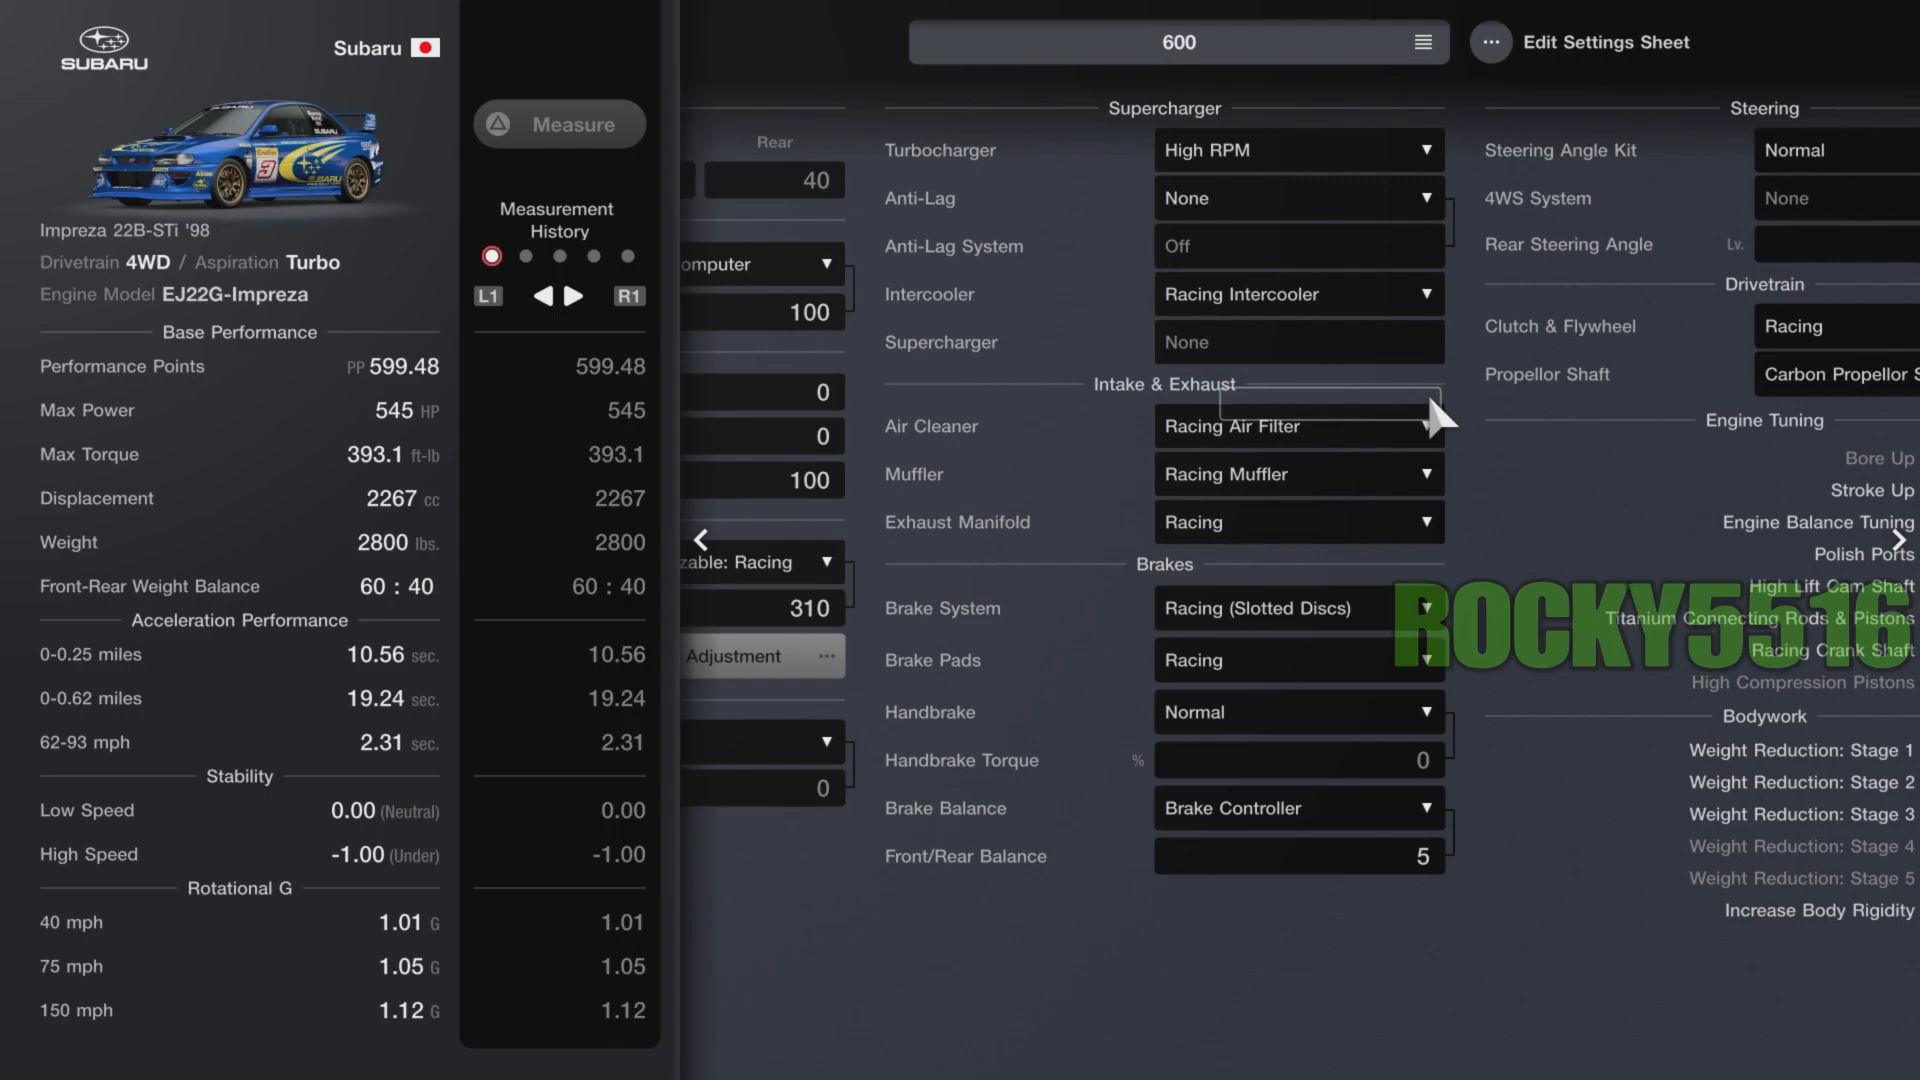 SUBARU
Subaru
Impreza 22B-STi '98
Drivetrain 4WD / Aspiration Turbo
Engine Model EJ22G-Impreza
Base Performance
Performance Points PP 599.48
Max Power 545 HP
Max Torque 393.1 ft-lb
Displacement 2267 cc
Weight 2800 lbs.
Front-Rear Weight Balance 60 : 40
Acceleration Performance
0-0.25 miles 10.56 sec.
0-0.62 miles 19.24 sec.
62-93 mph 2.31 sec.
Stability
Low Speed 0.00 (Neutral)
High Speed -1.00 (Under)
Rotational G
40 mph 1.01 G
75 mph 1.05 G
150 mph 1.12 G
Measure
Measurement
History
L1 R1
599.48
545
393.1
2267
2800
60 : 40
10.56
19.24
2.31
0.00
-1.00
1.01
1.05
1.12
Rear
40
omputer
100
0
0
100
zable: Racing
310
Adjustment ...
0
600
... Edit Settings Sheet
Supercharger
Turbocharger High RPM
Anti-Lag None
Anti-Lag System Off
Intercooler Racing Intercooler
Supercharger None
Intake & Exhaust
Air Cleaner Racing Air Filter
Muffler Racing Muffler
Exhaust Manifold Racing
Brakes
Brake System Racing (Slotted Discs)
Brake Pads Racing
Handbrake Normal
Handbrake Torque % 0
Brake Balance Brake Controller
Front/Rear Balance 5
Steering
Steering Angle Kit Normal
4WS System None
Rear Steering Angle Lv.
Drivetrain
Clutch & Flywheel Racing
Propellor Shaft Carbon Propellor S
Engine Tuning
Bore Up
Stroke Up
Engine Balance Tuning
Polish Ports
High Lift Cam Shaft
Titanium Connecting Rods & Pistons
Racing Crank Shaft
High Compression Pistons
Bodywork
Weight Reduction: Stage 1
Weight Reduction: Stage 2
Weight Reduction: Stage 3
Weight Reduction: Stage 4
Weight Reduction: Stage 5
Increase Body Rigidity
ROCKY5516